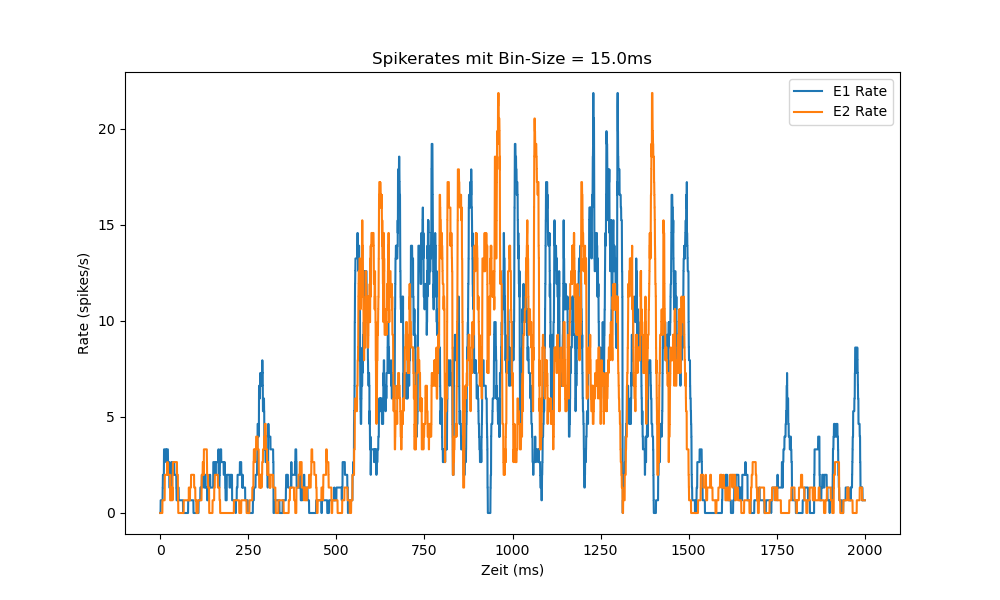 Spikerates mit Bin-Size = 15.0ms
E1 Rate
E2 Rate
Rate (spikes/s)
20
15
10
5
0
0 250 500 750 1000 1250 1500 1750 2000
Zeit (ms)